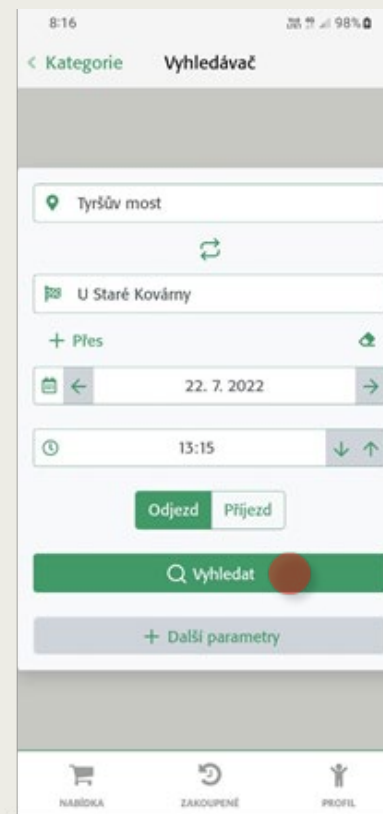 8:16 98%
< Kategorie Vyhledávač
Tyršův most
U Staré Kovárny
+ Přes
← 22. 7. 2022 →
13:15 ↓ ↑
Odjezd Příjezd
Vyhledat
+ Další parametry
NABÍDKA ZAKOUPENÉ PROFIL